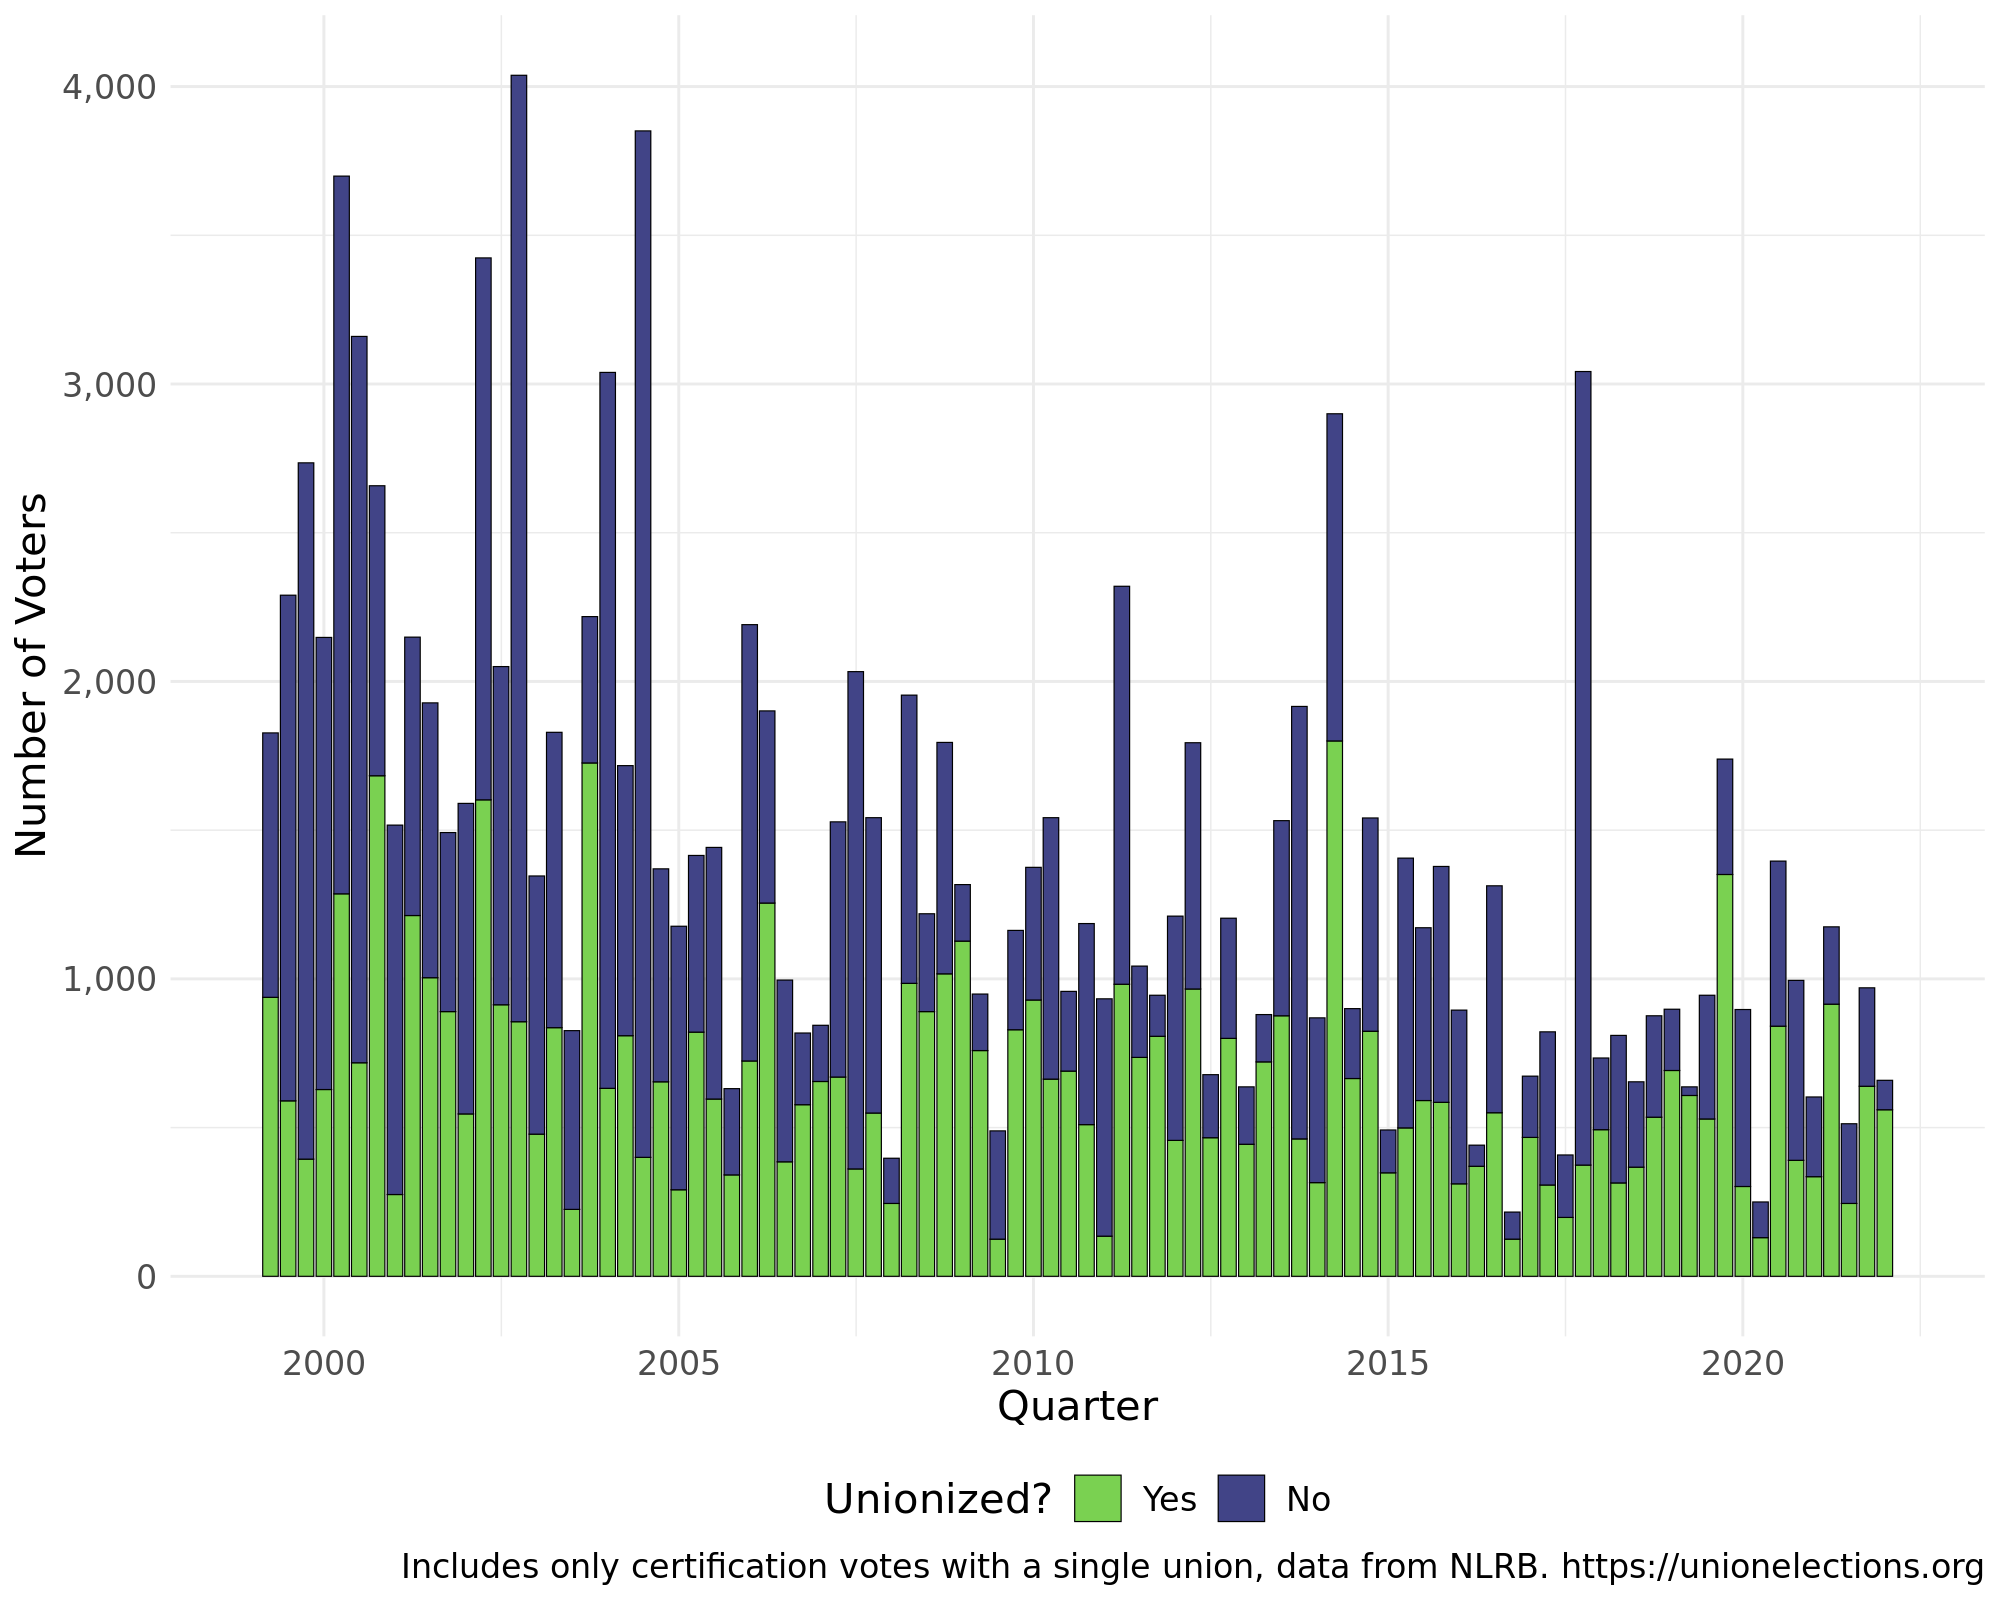 4,000
3,000
2,000
1,000
0
Number of Voters
2000 2005 2010 2015 2020
Quarter
Unionized? Yes No
Includes only certification votes with a single union, data from NLRB. https://unionelections.org